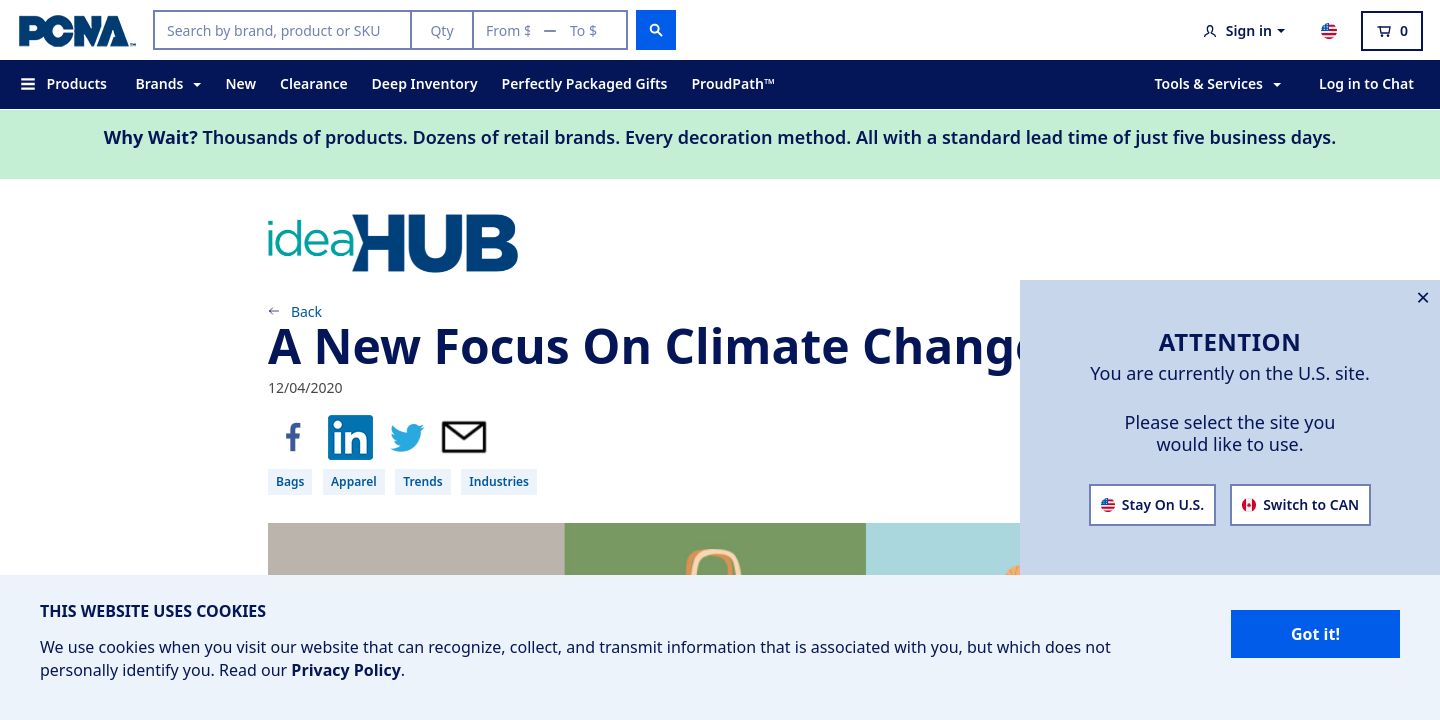 PCNA™
Search by brand, product or SKU
Qty
From $ — To $
Sign in
0
Products
Brands
New
Clearance
Deep Inventory
Perfectly Packaged Gifts
ProudPath™
Tools & Services
Log in to Chat
Why Wait? Thousands of products. Dozens of retail brands. Every decoration method. All with a standard lead time of just five business days.
ideaHUB
Back
A New Focus On Climate Change
12/04/2020
Bags
Apparel
Trends
Industries
ATTENTION
You are currently on the U.S. site.
Please select the site you
would like to use.
Stay On U.S.
Switch to CAN
THIS WEBSITE USES COOKIES
We use cookies when you visit our website that can recognize, collect, and transmit information that is associated with you, but which does not
personally identify you. Read our Privacy Policy.
Got it!